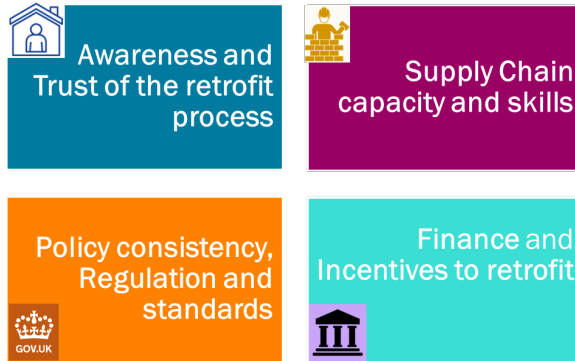 Awareness and
Trust of the retrofit
process
Supply Chain
capacity and skills
Policy consistency,
Regulation and
standards
GOV.UK
Finance and
Incentives to retrofit